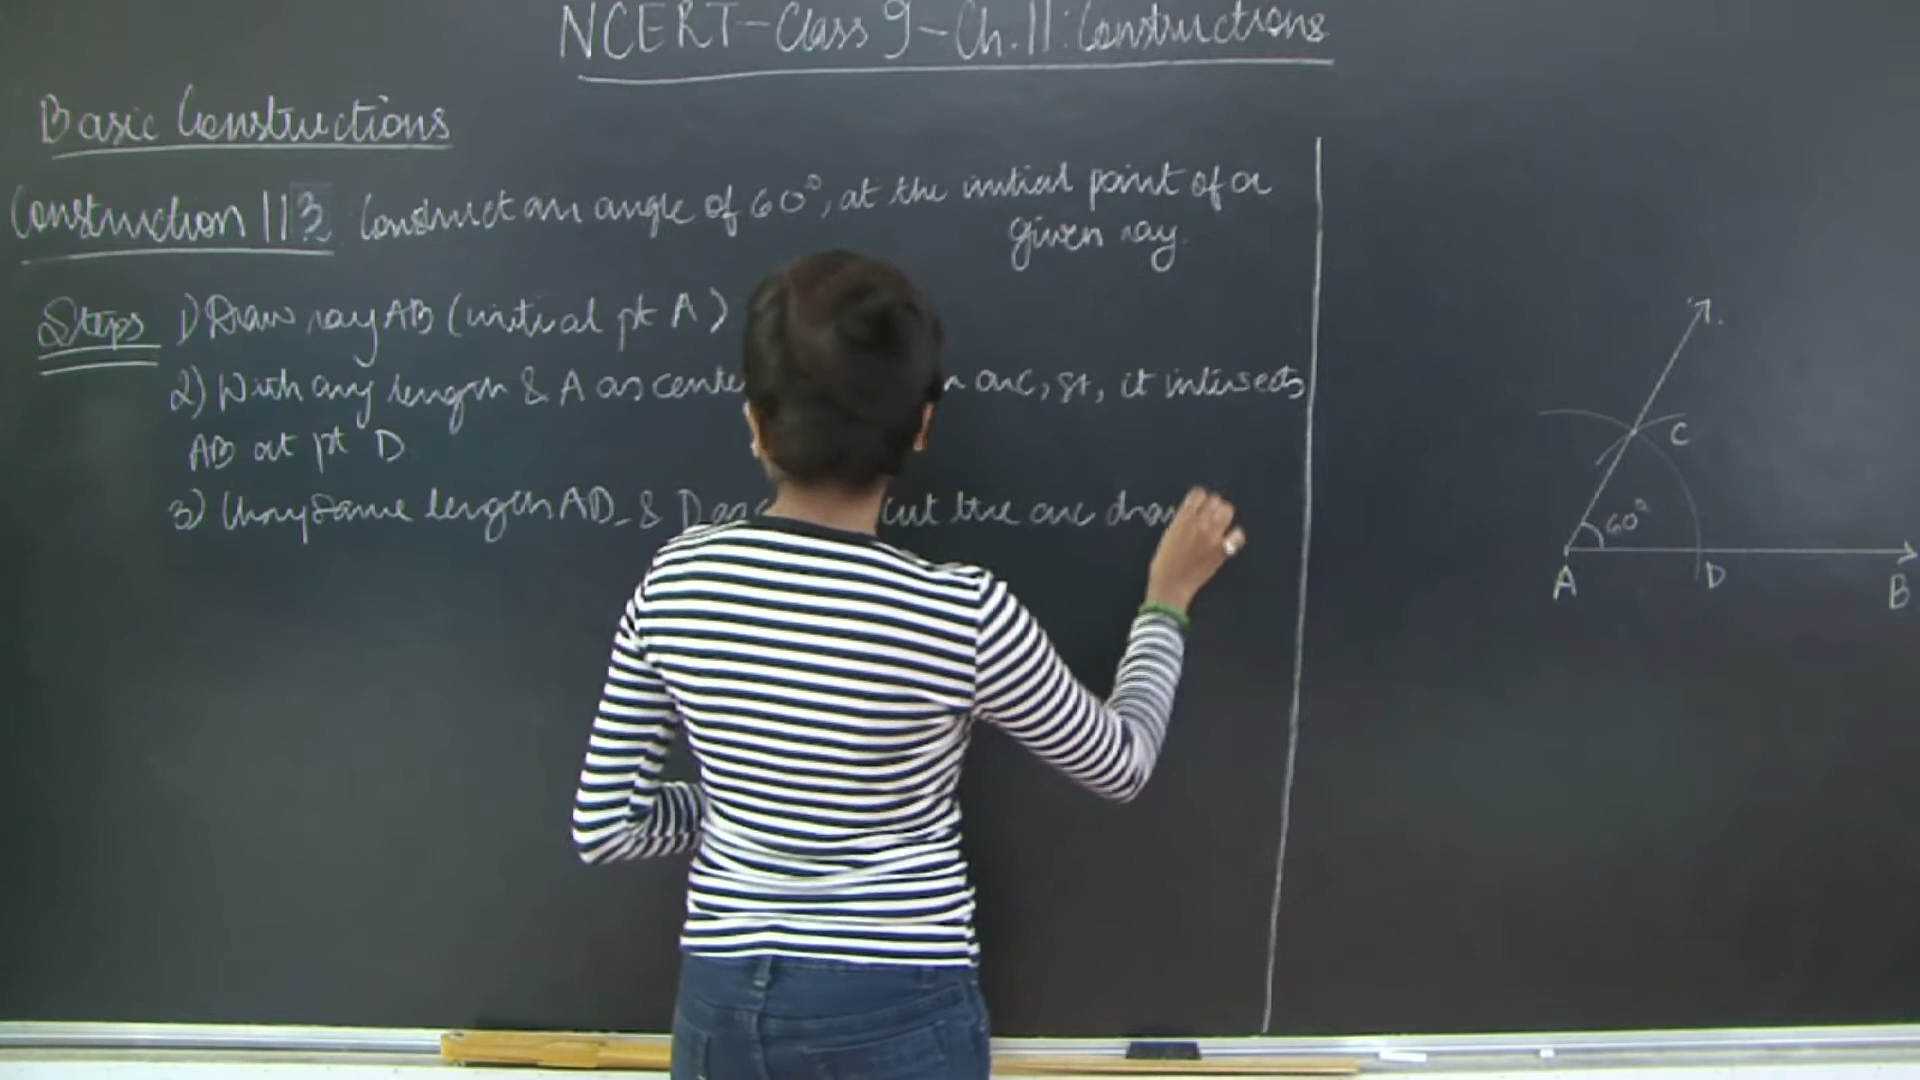 NCERT-Class 9-Ch.11: Constructions
Basic Constructions
Construction 11.3 Construct an angle of 60°, at the initial point of a
given ray.
Steps 1) Draw ray AB (initial pt A)
2) With any length & A as cente arc, st, it intersects
AB at pt D
3) Using same length AD & D as cut the arc draw
C
60°
A D B